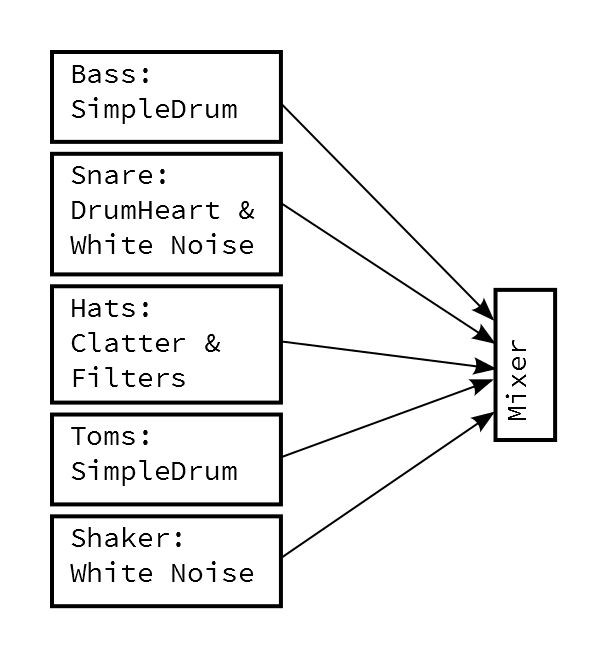 Bass:
SimpleDrum
Snare:
DrumHeart &
White Noise
Hats:
Clatter &
Filters
Toms:
SimpleDrum
Shaker:
White Noise
Mixer